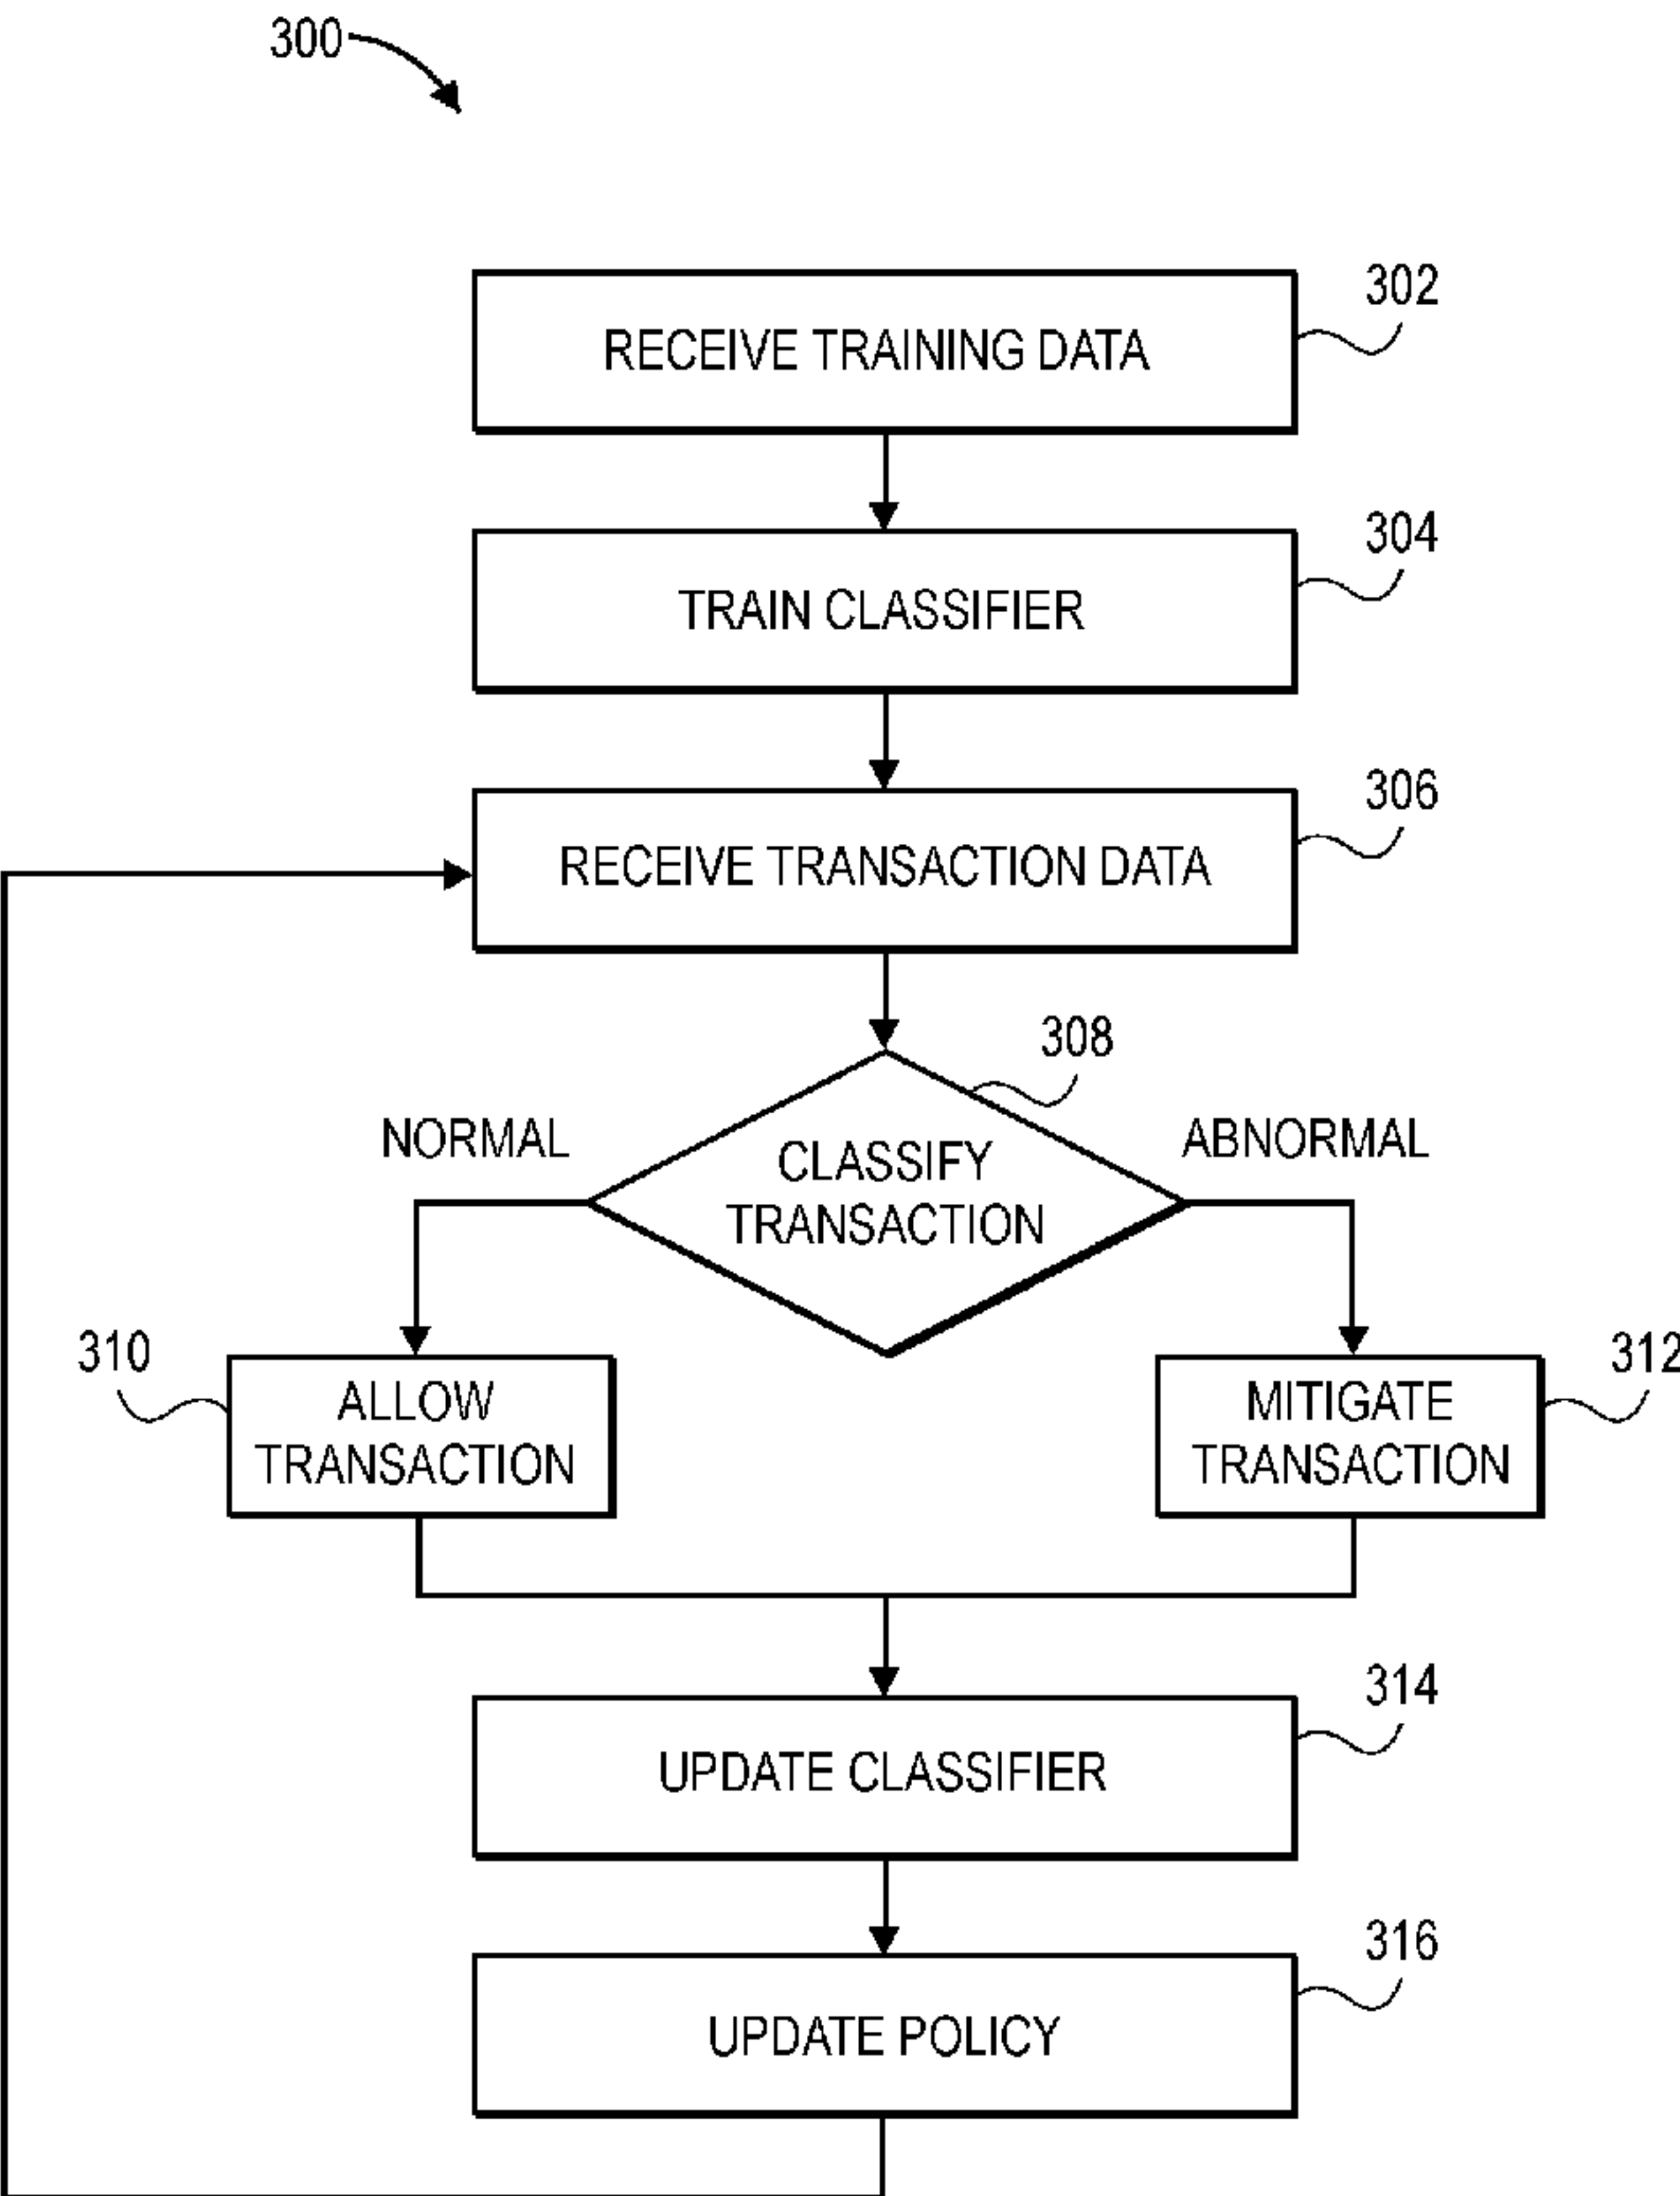 300
302
RECEIVE TRAINING DATA
304
TRAIN CLASSIFIER
306
RECEIVE TRANSACTION DATA
308
NORMAL
ABNORMAL
CLASSIFY
TRANSACTION
310
ALLOW
TRANSACTION
312
MITIGATE
TRANSACTION
314
UPDATE CLASSIFIER
316
UPDATE POLICY